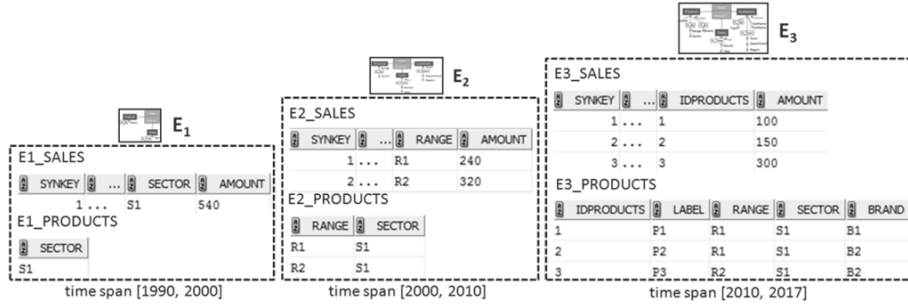 E1
E1_SALES
SYNKEY ... SECTOR AMOUNT
1 ... S1 540
E1_PRODUCTS
SECTOR
S1
time span [1990, 2000]
E2
E2_SALES
SYNKEY ... RANGE AMOUNT
1 ... R1 240
2 ... R2 320
E2_PRODUCTS
RANGE SECTOR
R1 S1
R2 S1
time span [2000, 2010]
E3
E3_SALES
SYNKEY ... IDPRODUCTS AMOUNT
1 ... 1 100
2 ... 2 150
3 ... 3 300
E3_PRODUCTS
IDPRODUCTS LABEL RANGE SECTOR BRAND
1 P1 R1 S1 B1
2 P2 R1 S1 B2
3 P3 R2 S1 B2
time span [2010, 2017]